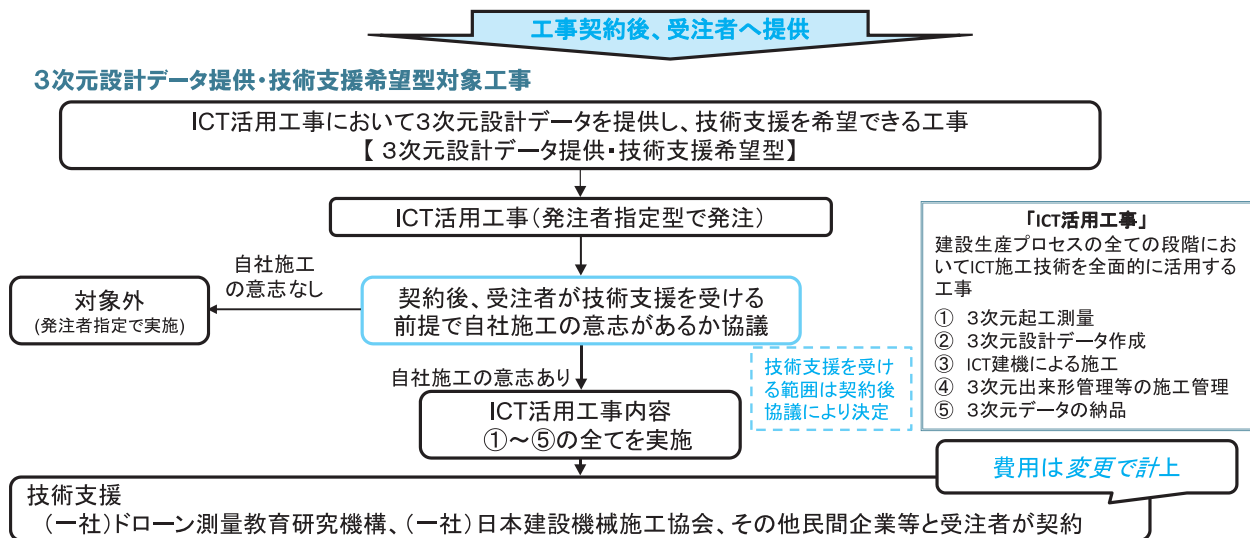 工事契約後、受注者へ提供
3次元設計データ提供・技術支援希望型対象工事
ICT活用工事において3次元設計データを提供し、技術支援を希望できる工事
【 3次元設計データ提供・技術支援希望型】
ICT活用工事(発注者指定型で発注)
自社施工
の意志なし
対象外
(発注者指定で実施)
契約後、受注者が技術支援を受ける
前提で自社施工の意志があるか協議
技術支援を受け
る範囲は契約後
協議により決定
自社施工の意志あり
ICT活用工事内容
①～⑤の全てを実施
「ICT活用工事」
建設生産プロセスの全ての段階にお
いてICT施工技術を全面的に活用する
工事
① 3次元起工測量
② 3次元設計データ作成
③ ICT建機による施工
④ 3次元出来形管理等の施工管理
⑤ 3次元データの納品
費用は変更で計上
技術支援
(一社)ドローン測量教育研究機構、(一社)日本建設機械施工協会、その他民間企業等と受注者が契約